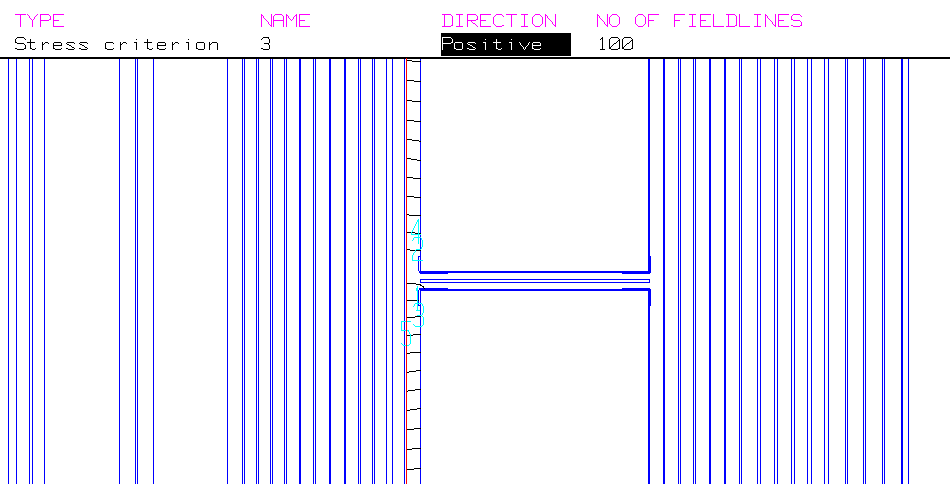 TYPE NAME DIRECTION NO OF FIELDLINES
Stress criterion 3 Positive 100